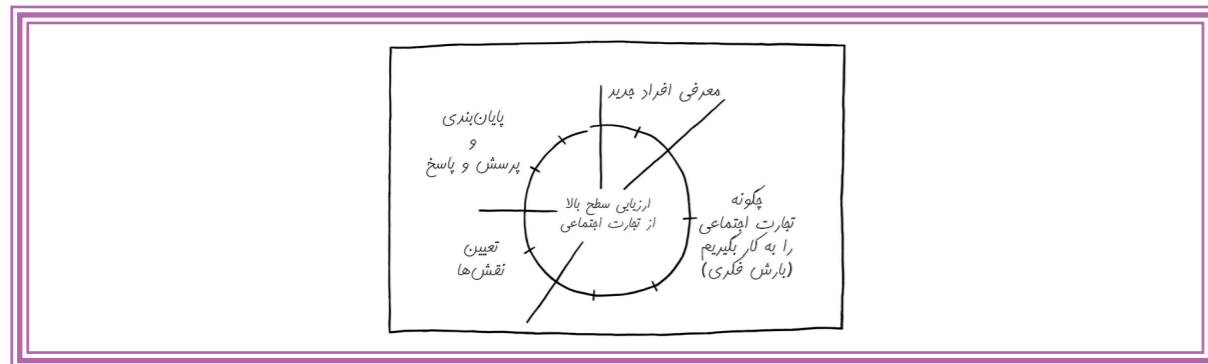 معرفی افراد جدید
پایان‌بندی
و
پرسش و پاسخ
ارزیابی سطح بالا
از تجارت اجتماعی
چگونه
تجارت اجتماعی
را به کار بگیریم
(بارش فکری)
تعیین
نقش‌ها